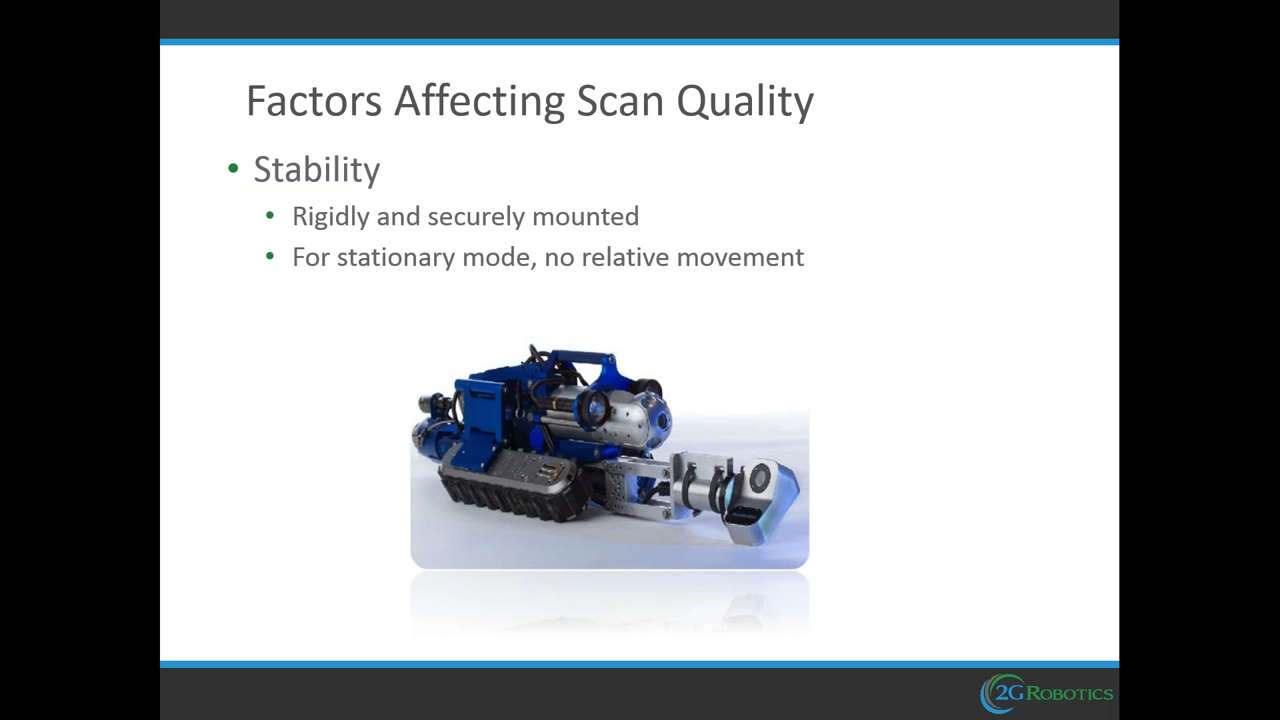 Factors Affecting Scan Quality
• Stability
• Rigidly and securely mounted
• For stationary mode, no relative movement
2G ROBOTICS